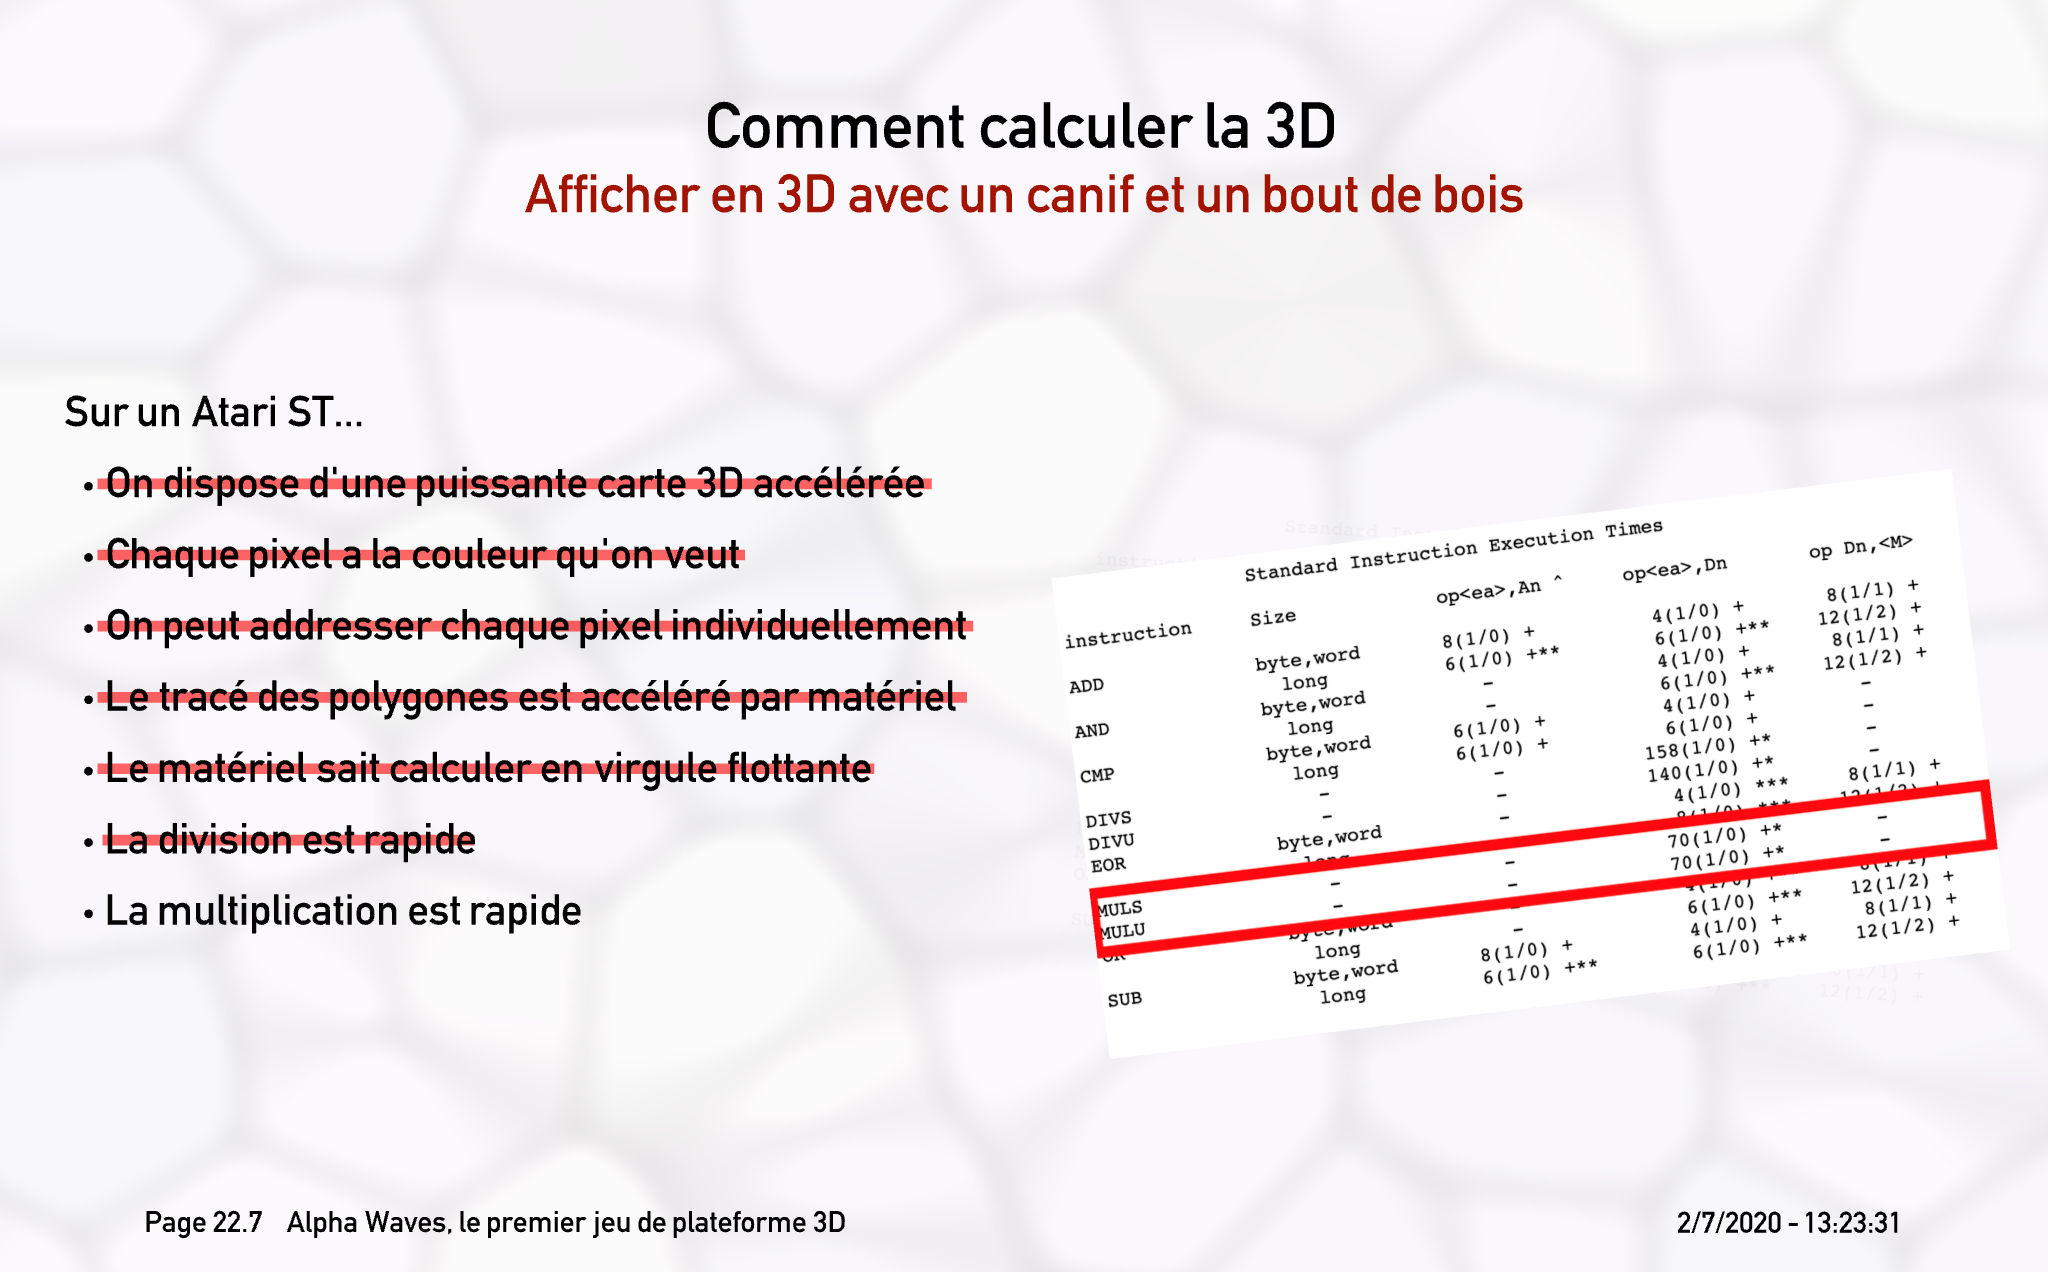 Comment calculer la 3D
Afficher en 3D avec un canif et un bout de bois
Sur un Atari ST...
• On dispose d'une puissante carte 3D accélérée
• Chaque pixel a la couleur qu'on veut
• On peut addresser chaque pixel individuellement
• Le tracé des polygones est accéléré par matériel
• Le matériel sait calculer en virgule flottante
• La division est rapide
• La multiplication est rapide
Standard Instruction Execution Times
instruction Size op<ea>,An ^ op<ea>,Dn op Dn,<M>
ADD byte,word 8(1/0) + 4(1/0) + 8(1/1) +
long 6(1/0) +** 6(1/0) +** 12(1/2) +
AND byte,word - 4(1/0) + 8(1/1) +
long - 6(1/0) +** 12(1/2) +
CMP byte,word 6(1/0) + 4(1/0) + -
long 6(1/0) + 6(1/0) + -
DIVS - - 158(1/0) +* -
DIVU - - 140(1/0) +* -
EOR byte,word - 4(1/0) *** 8(1/1) +
long - 8(1/0) *** 12(1/2) +
MULS - - 70(1/0) +* -
MULU - - 70(1/0) +* -
OR byte,word - 4(1/0) + 8(1/1) +
long - 6(1/0) +** 12(1/2) +
SUB byte,word 8(1/0) + 4(1/0) + 8(1/1) +
long 6(1/0) +** 6(1/0) +** 12(1/2) +
Page 22.7 Alpha Waves, le premier jeu de plateforme 3D
2/7/2020 - 13:23:31